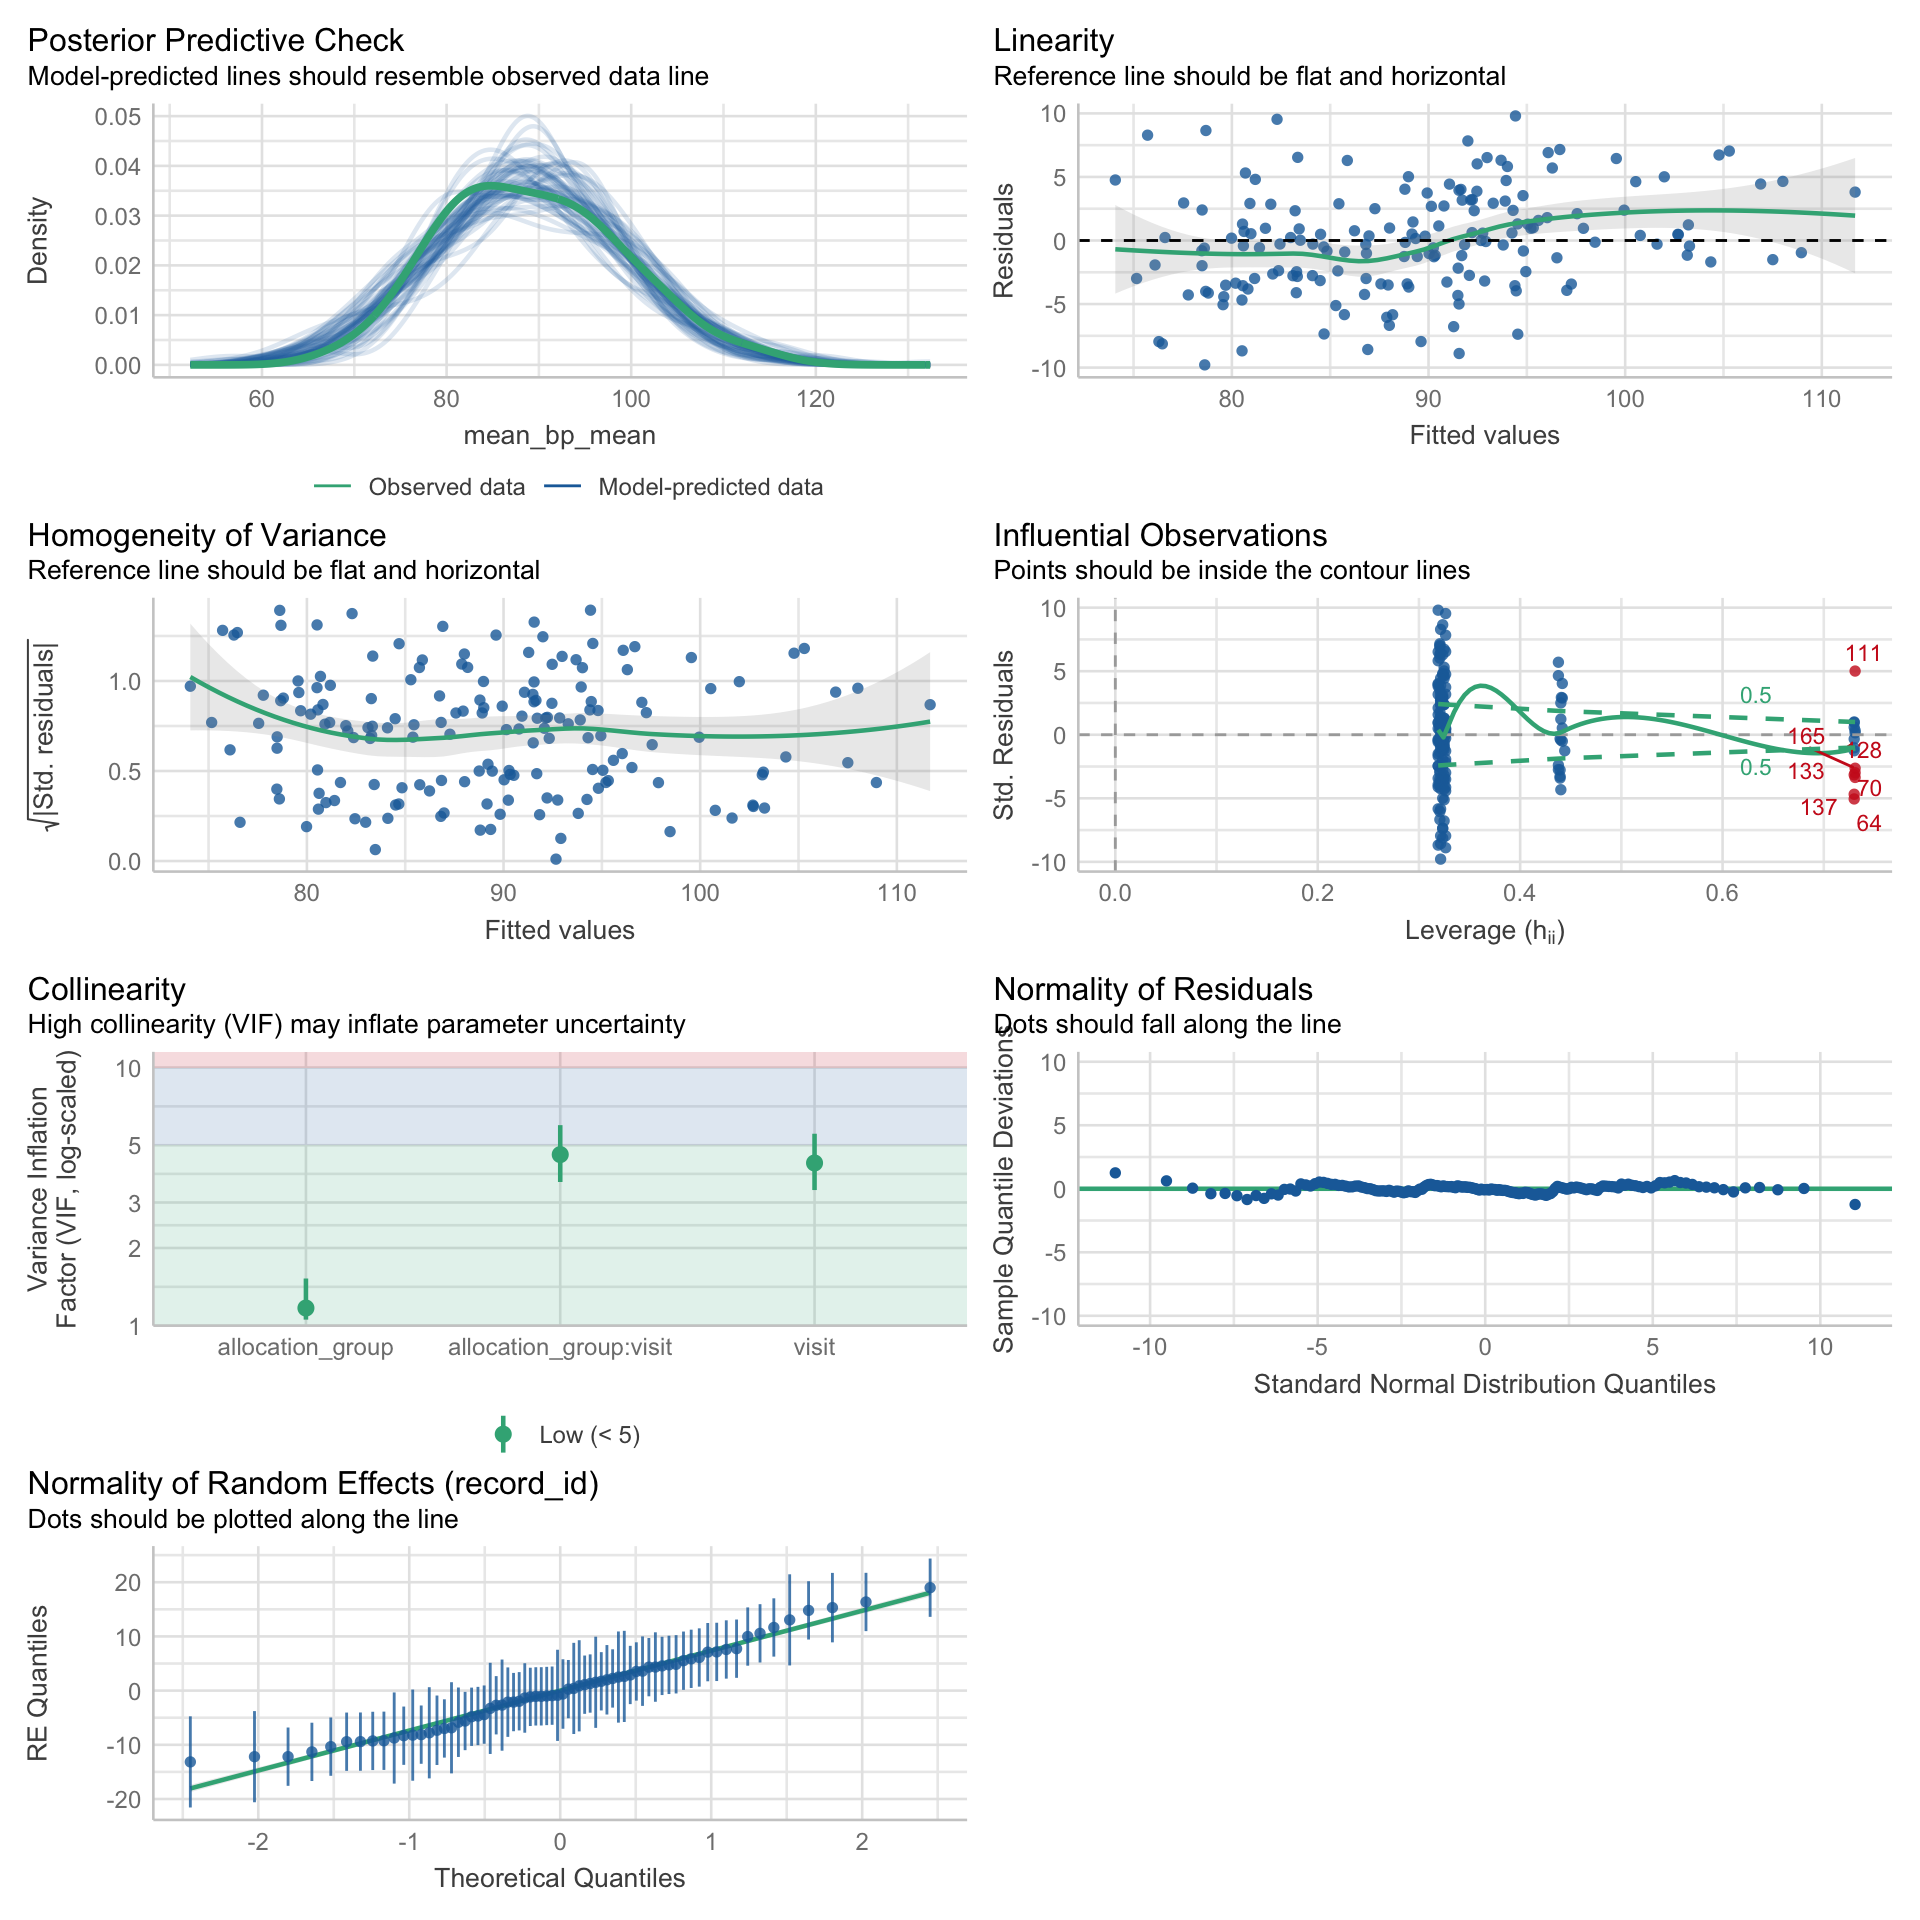 Posterior Predictive Check
Model-predicted lines should resemble observed data line
Density
0.05
0.04
0.03
0.02
0.01
0.00
60 80 100 120
mean_bp_mean
Observed data Model-predicted data
Linearity
Reference line should be flat and horizontal
Residuals
10
5
0
-5
-10
80 90 100 110
Fitted values
Homogeneity of Variance
Reference line should be flat and horizontal
√|Std. residuals|
1.0
0.5
0.0
80 90 100 110
Fitted values
Influential Observations
Points should be inside the contour lines
Std. Residuals
10
5
0
-5
-10
111
0.5
165
128
0.5
133
70
137
64
0.0 0.2 0.4 0.6
Leverage (hii)
Collinearity
High collinearity (VIF) may inflate parameter uncertainty
Variance Inflation
Factor (VIF, log-scaled)
10
5
3
2
1
allocation_group allocation_group:visit visit
Low (< 5)
Normality of Residuals
Dots should fall along the line
Sample Quantile Deviations
10
5
0
-5
-10
-10 -5 0 5 10
Standard Normal Distribution Quantiles
Normality of Random Effects (record_id)
Dots should be plotted along the line
RE Quantiles
20
10
0
-10
-20
-2 -1 0 1 2
Theoretical Quantiles